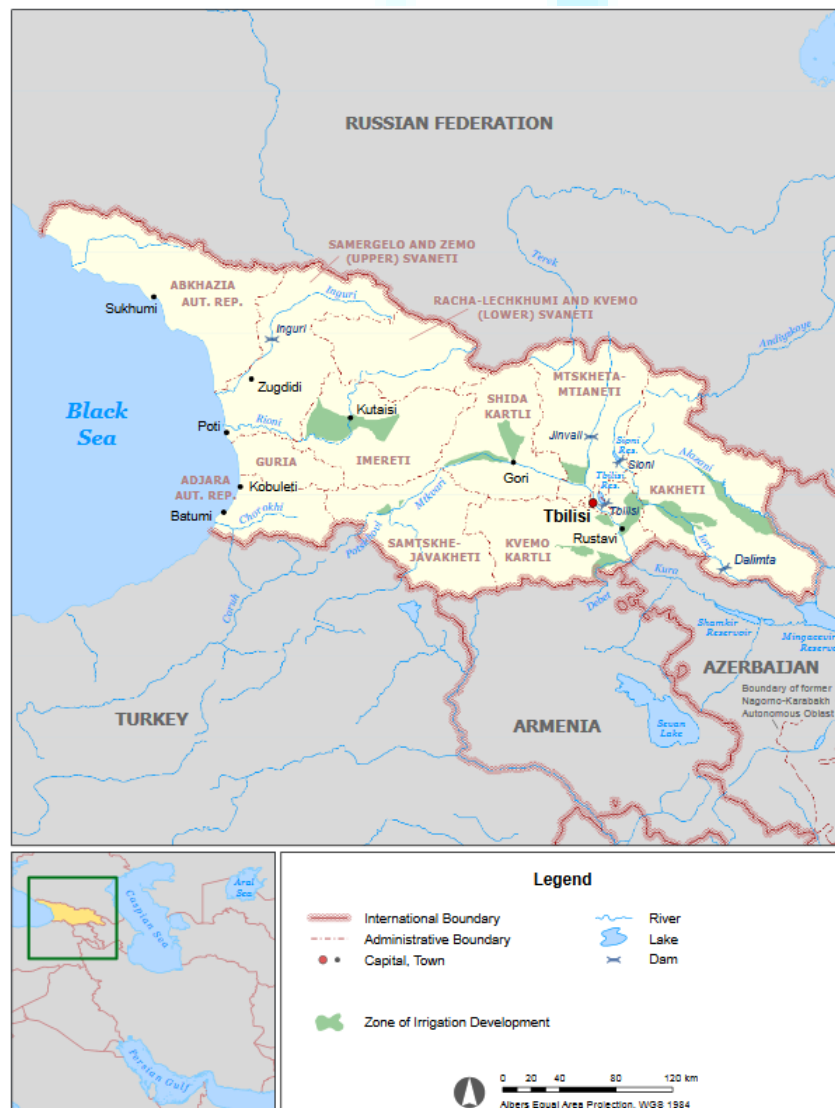 RUSSIAN FEDERATION
SAMERGELO AND ZEMO
(UPPER) SVANETI
Terek
ABKHAZIA
AUT. REP.
Inguri
RACHA-LECHKHUMI AND KVEMO
(LOWER) SVANETI
Sukhumi
Inguri
Andiyskoye
MTSKHETA-
MTIANETI
Zugdidi
SHIDA
KARTLI
Black
Sea
Kutaisi
Rioni
Poti
Jinvali
Sioni
Res.
Sioni
Alazani
GURIA
IMERETI
Gori
Tbilisi
Res.
KAKHETI
ADJARA
AUT. REP.
Kobuleti
Mtkvari
Tbilisi
Tbilisi
Batumi
Chorokhi
Potskhovi
Rustavi
Iori
SAMTSKHE-
JAVAKHETI
KVEMO
KARTLI
Dalimta
Kura
Debet
Coruh
Shamkir
Reservoir
Mingacevir
Reserv
AZERBAIJAN
Boundary of former
Nagorno-Karabakh
Autonomous Oblast
TURKEY
ARMENIA
Sevan
Lake
Aral
Sea
Caspian Sea
Persian Gulf
Legend
International Boundary
River
Administrative Boundary
Lake
Capital, Town
Dam
Zone of Irrigation Development
0 20 40 80 120 km
Albers Equal Area Projection, WGS 1984